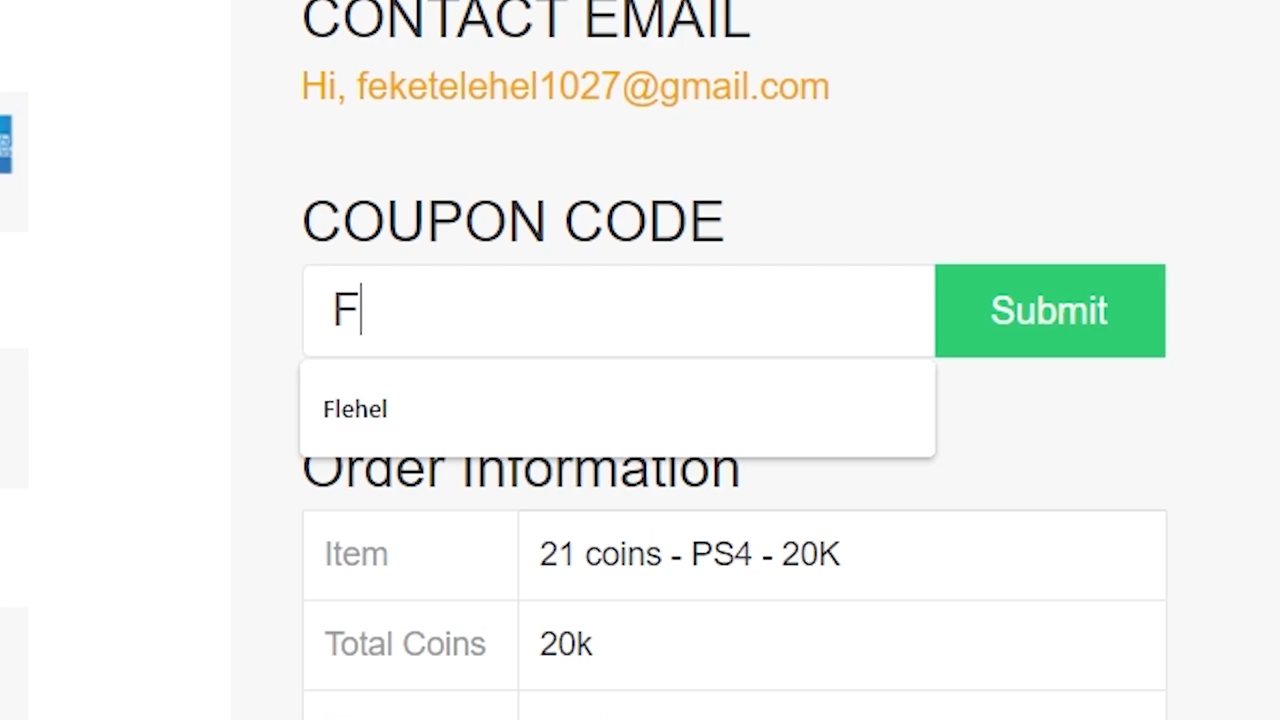 CONTACT EMAIL
Hi, feketelehel1027@gmail.com
COUPON CODE
F
Submit
Flehel
Order Information
Item
21 coins - PS4 - 20K
Total Coins
20k